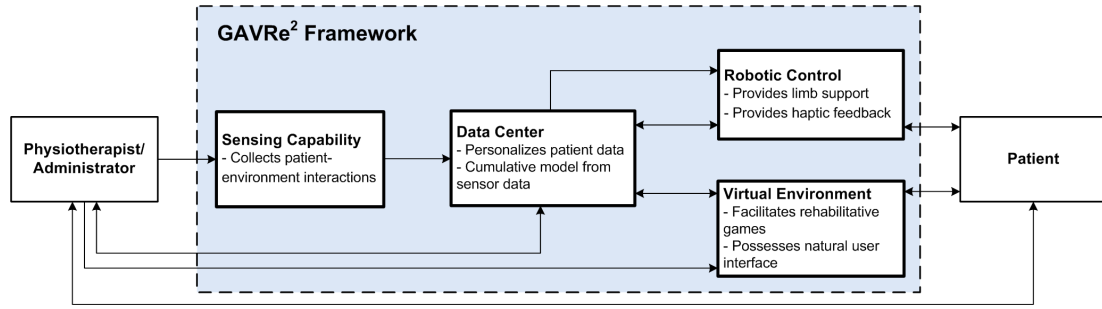 GAVRe² Framework
Physiotherapist/
Administrator
Sensing Capability
- Collects patient-
environment interactions
Data Center
- Personalizes patient data
- Cumulative model from
sensor data
Robotic Control
- Provides limb support
- Provides haptic feedback
Virtual Environment
- Facilitates rehabilitative
games
- Possesses natural user
interface
Patient